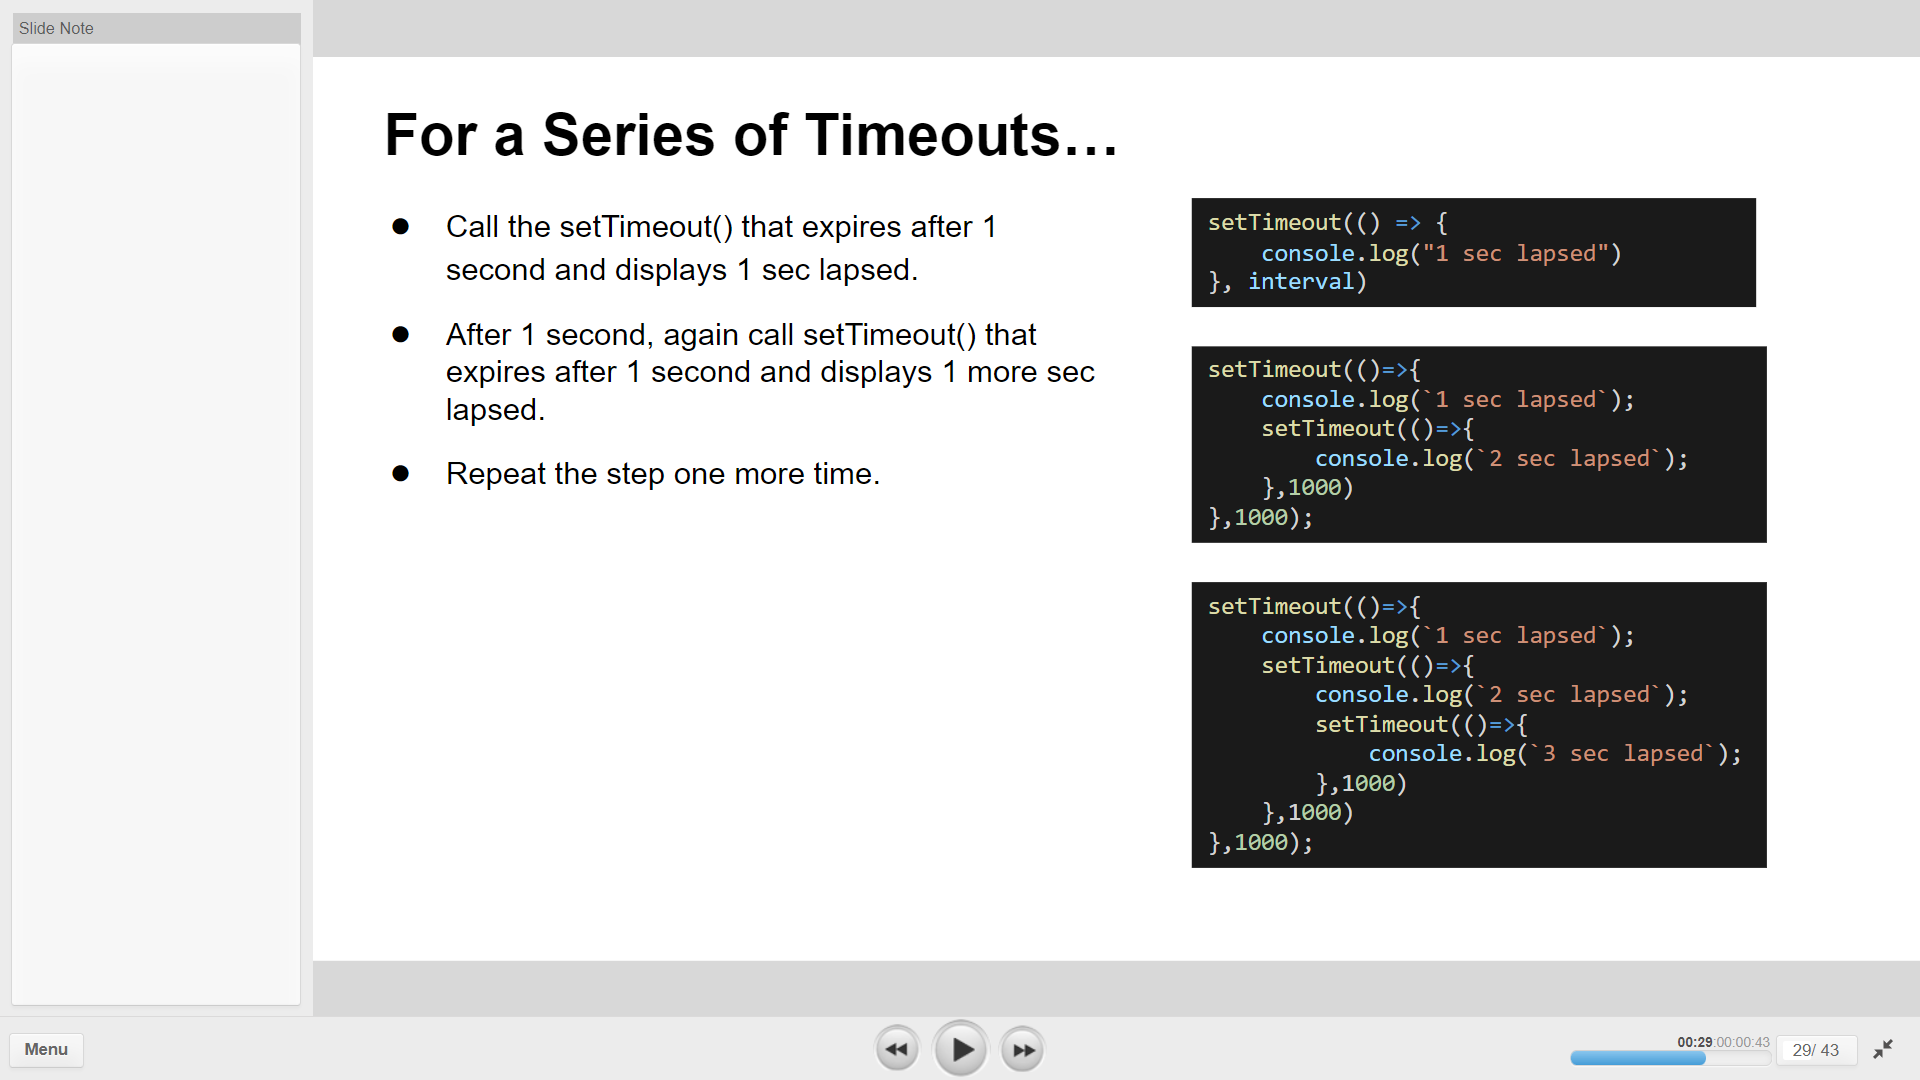 Slide Note
For a Series of Timeouts…
● Call the setTimeout() that expires after 1
second and displays 1 sec lapsed.
● After 1 second, again call setTimeout() that
expires after 1 second and displays 1 more sec
lapsed.
● Repeat the step one more time.
setTimeout(() => {
    console.log("1 sec lapsed")
}, interval)
setTimeout(()=>{
    console.log(`1 sec lapsed`);
    setTimeout(()=>{
        console.log(`2 sec lapsed`);
    },1000)
},1000);
setTimeout(()=>{
    console.log(`1 sec lapsed`);
    setTimeout(()=>{
        console.log(`2 sec lapsed`);
        setTimeout(()=>{
            console.log(`3 sec lapsed`);
        },1000)
    },1000)
},1000);
Menu
00:29:00:00:43
29/ 43